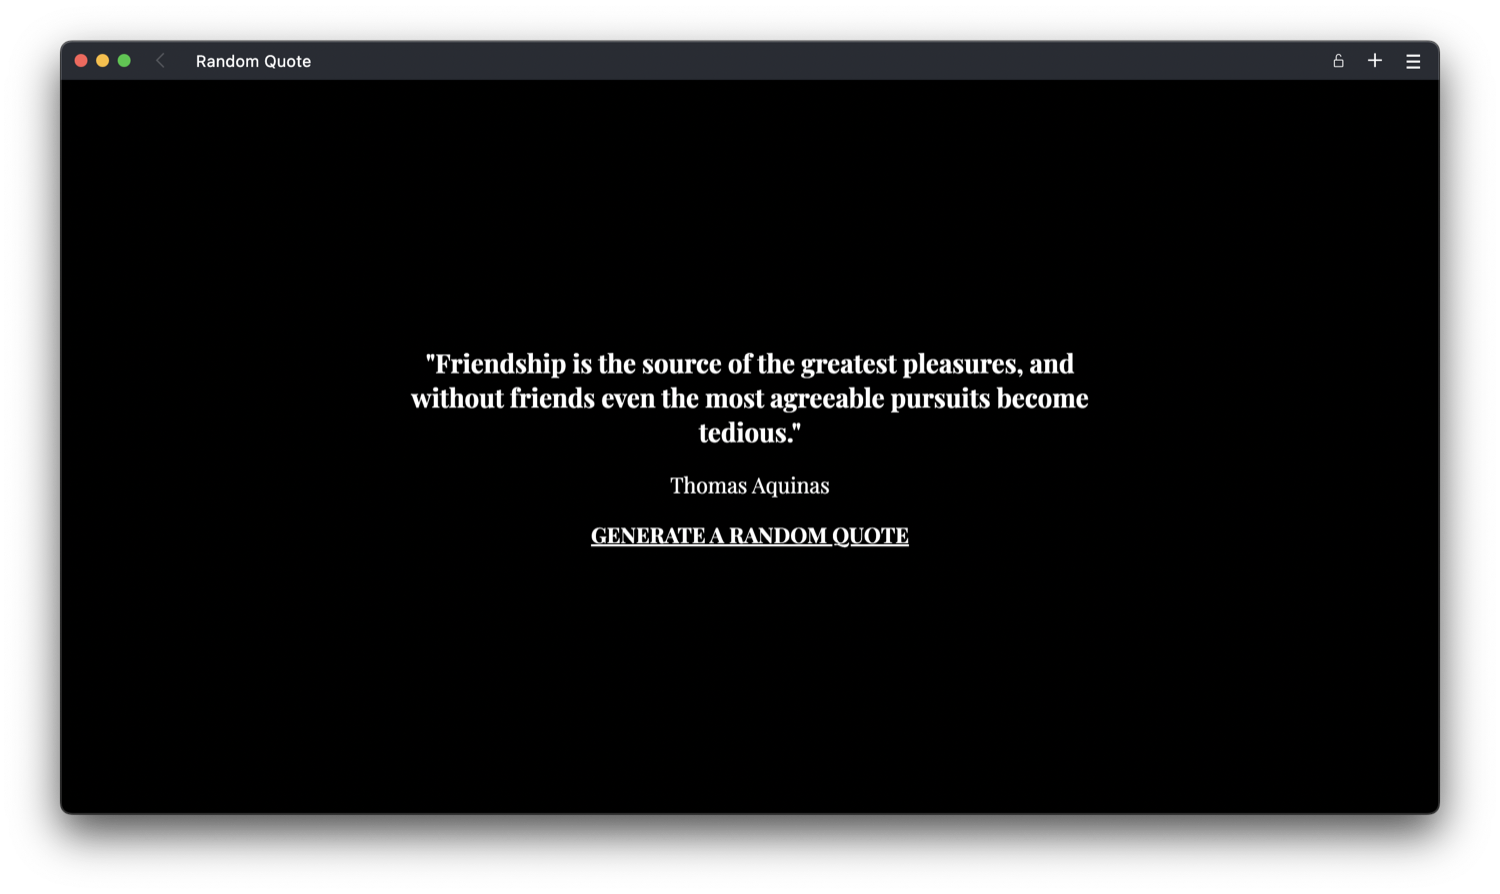 Random Quote
"Friendship is the source of the greatest pleasures, and
without friends even the most agreeable pursuits become
tedious."
Thomas Aquinas
GENERATE A RANDOM QUOTE